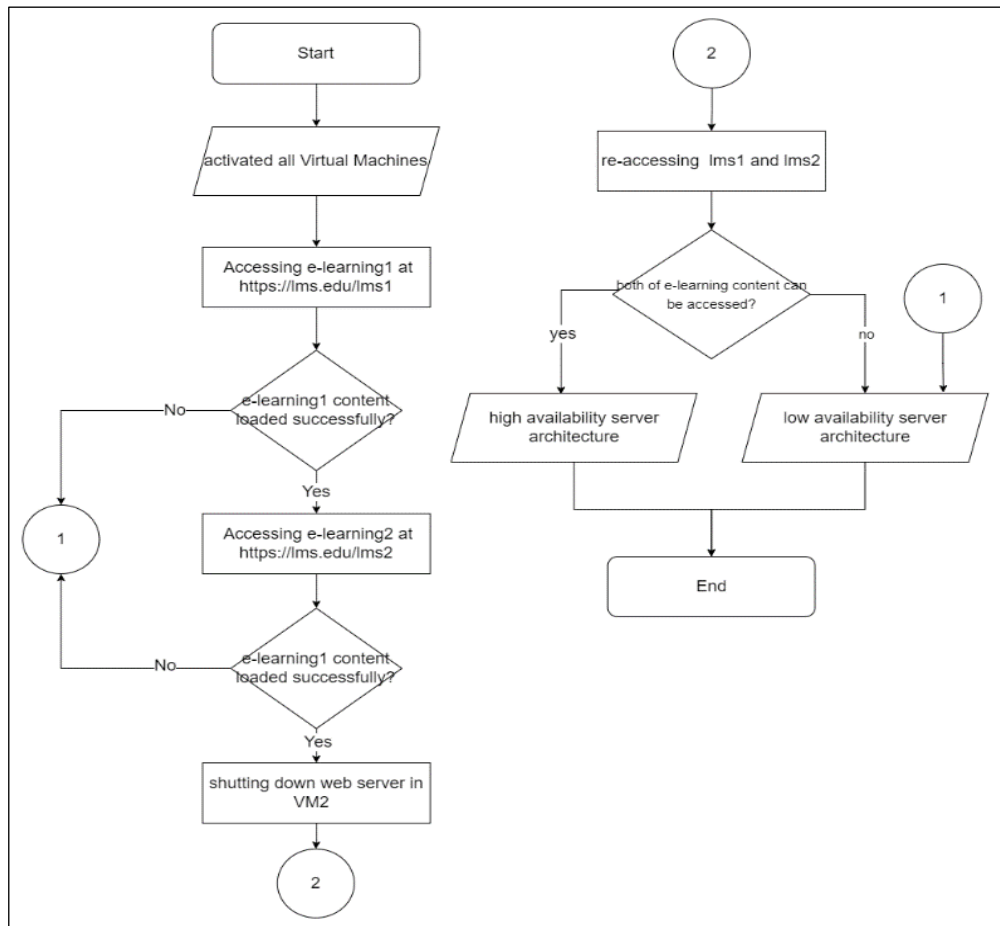 Start
activated all Virtual Machines
Accessing e-learning1 at
https://lms.edu/lms1
e-learning1 content
loaded successfully?
No
Yes
Accessing e-learning2 at
https://lms.edu/lms2
1
e-learning1 content
loaded successfully?
No
Yes
shutting down web server in
VM2
2
2
re-accessing lms1 and lms2
both of e-learning content can
be accessed?
yes
no
1
high availability server
architecture
low availability server
architecture
End